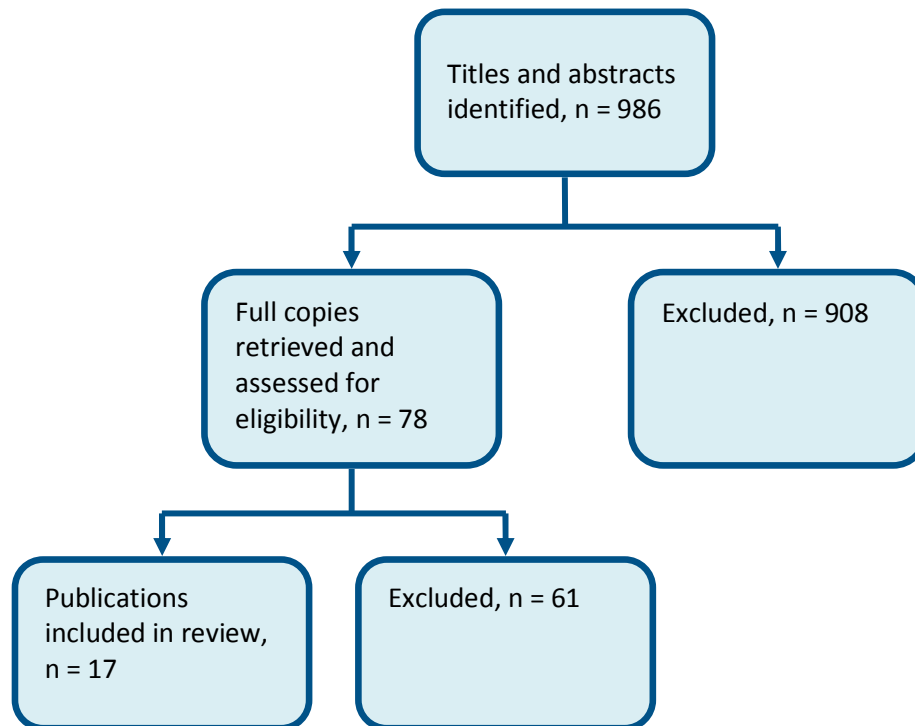 Titles and abstracts
identified, n = 986
Full copies
retrieved and
assessed for
eligibility, n = 78
Excluded, n = 908
Publications
included in review,
n = 17
Excluded, n = 61